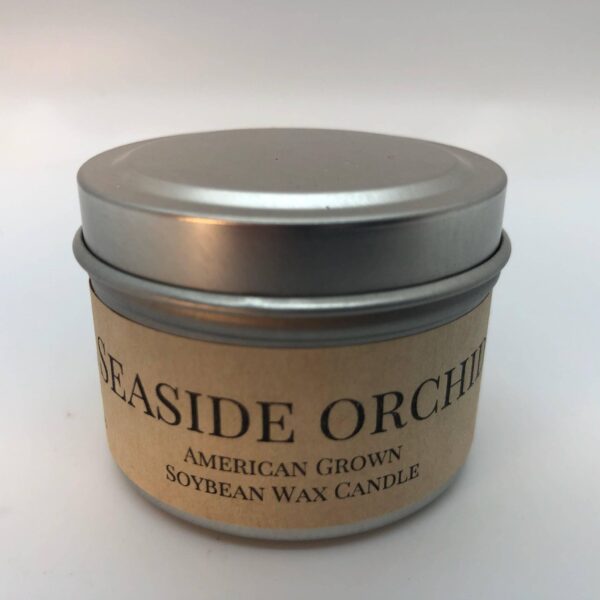 SEASIDE ORCHID
AMERICAN GROWN
SOYBEAN WAX CANDLE